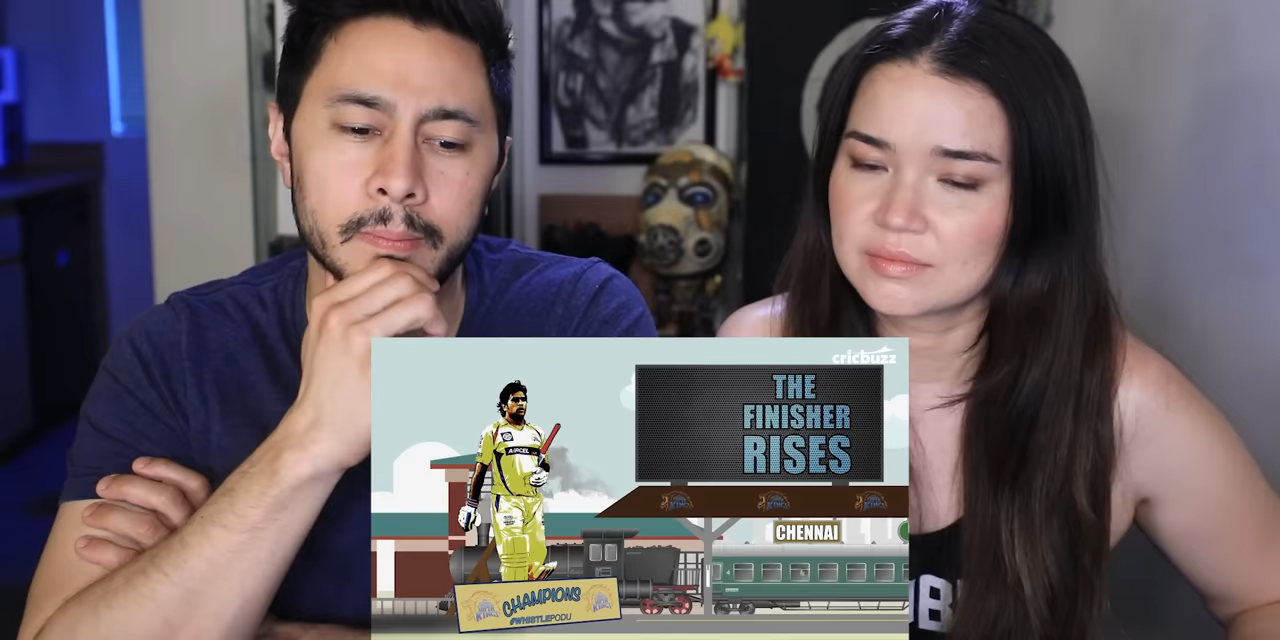 cricbuzz
THE
FINISHER
RISES
AIRCEL
CHENNAI
CHAMPIONS
#WHISTLEPODU